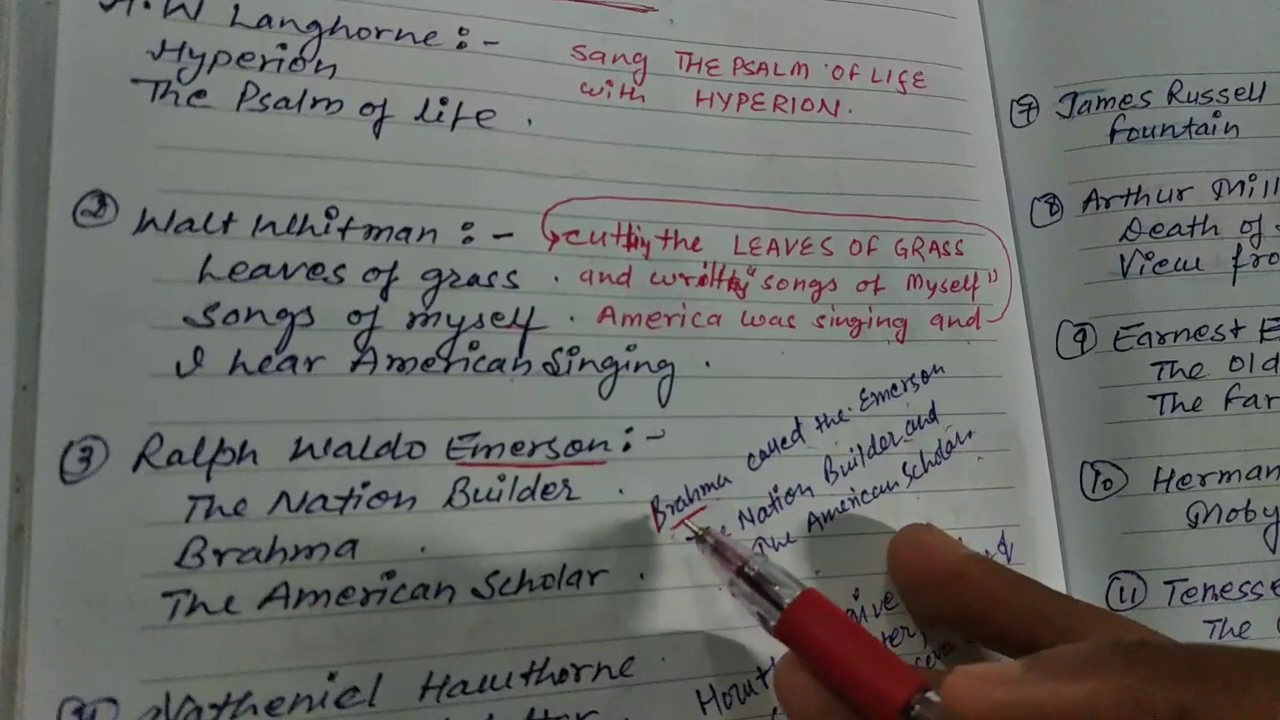 H.W Langhorne :-
Hyperion
The Psalm of life .
Sang THE PSALM OF LIFE
with HYPERION.
② Walt Whitman :-
Leaves of grass .
Songs of myself .
I hear American Singing .
cutting the LEAVES OF GRASS
and writing "songs of Myself"
America was singing and
③ Ralph Waldo Emerson :-
The Nation Builder .
Brahma .
The American Scholar .
Brahma called the Emerson
Nation Builder and
The American Scholar.
Natheniel Hawthorne .
⑦ James Russell
fountain
⑧ Arthur Mill
Death of
View fro
⑨ Earnest E
The Old
The Far
⑩ Herman
Moby
⑪ Tenesse
The